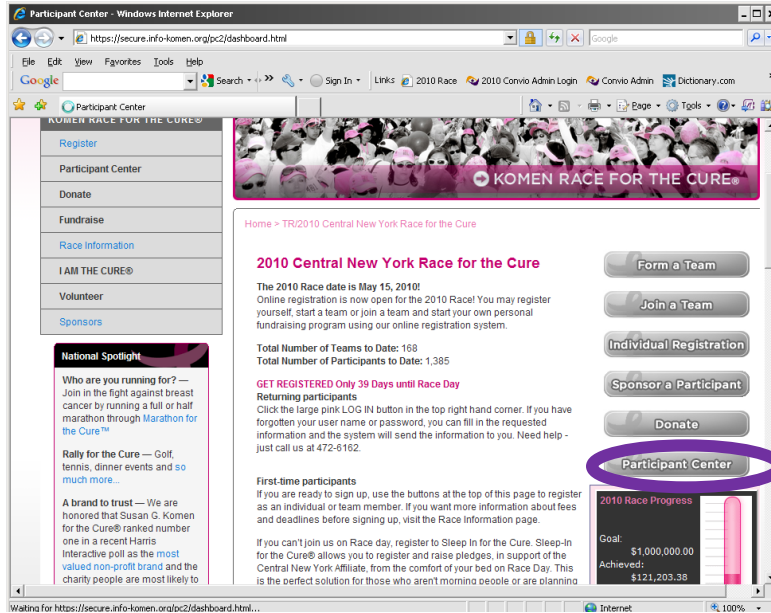 Participant Center - Windows Internet Explorer
https://secure.info-komen.org/pc2/dashboard.html
Google
File Edit View Favorites Tools Help
Google Search Sign In Links 2010 Race 2010 Convio Admin Login Convio Admin Dictionary.com
Participant Center
Page Tools
KOMEN RACE FOR THE CURE®
Register
Participant Center
Donate
Fundraise
Race Information
I AM THE CURE®
Volunteer
Sponsors
National Spotlight
Who are you running for? —
Join in the fight against breast
cancer by running a full or half
marathon through Marathon for
the Cure™
Rally for the Cure — Golf,
tennis, dinner events and so
much more...
A brand to trust — We are
honored that Susan G. Komen
for the Cure® ranked number
one in a recent Harris
Interactive poll as the most
valued non-profit brand and the
charity people are most likely to
KOMEN RACE FOR THE CURE®
Home > TR/2010 Central New York Race for the Cure
2010 Central New York Race for the Cure
The 2010 Race date is May 15, 2010!
Online registration is now open for the 2010 Race! You may register
yourself, start a team or join a team and start your own personal
fundraising program using our online registration system.
Total Number of Teams to Date: 168
Total Number of Participants to Date: 1,385
GET REGISTERED Only 39 Days until Race Day
Returning participants
Click the large pink LOG IN button in the top right hand corner. If you have
forgotten your user name or password, you can fill in the requested
information and the system will send the information to you. Need help -
just call us at 472-6162.
First-time participants
If you are ready to sign up, use the buttons at the top of this page to register
as an individual or team member. If you want more information about fees
and deadlines before signing up, visit the Race Information page.
If you can't join us on Race day, register to Sleep In for the Cure. Sleep-In
for the Cure® allows you to register and raise pledges, in support of the
Central New York Affiliate, from the comfort of your bed on Race Day. This
is the perfect solution for those who aren't morning people or are planning
Form a Team
Join a Team
Individual Registration
Sponsor a Participant
Donate
Participant Center
2010 Race Progress
Goal:
$1,000,000.00
Achieved:
$121,203.38
Waiting for https://secure.info-komen.org/pc2/dashboard.html...
Internet
100%